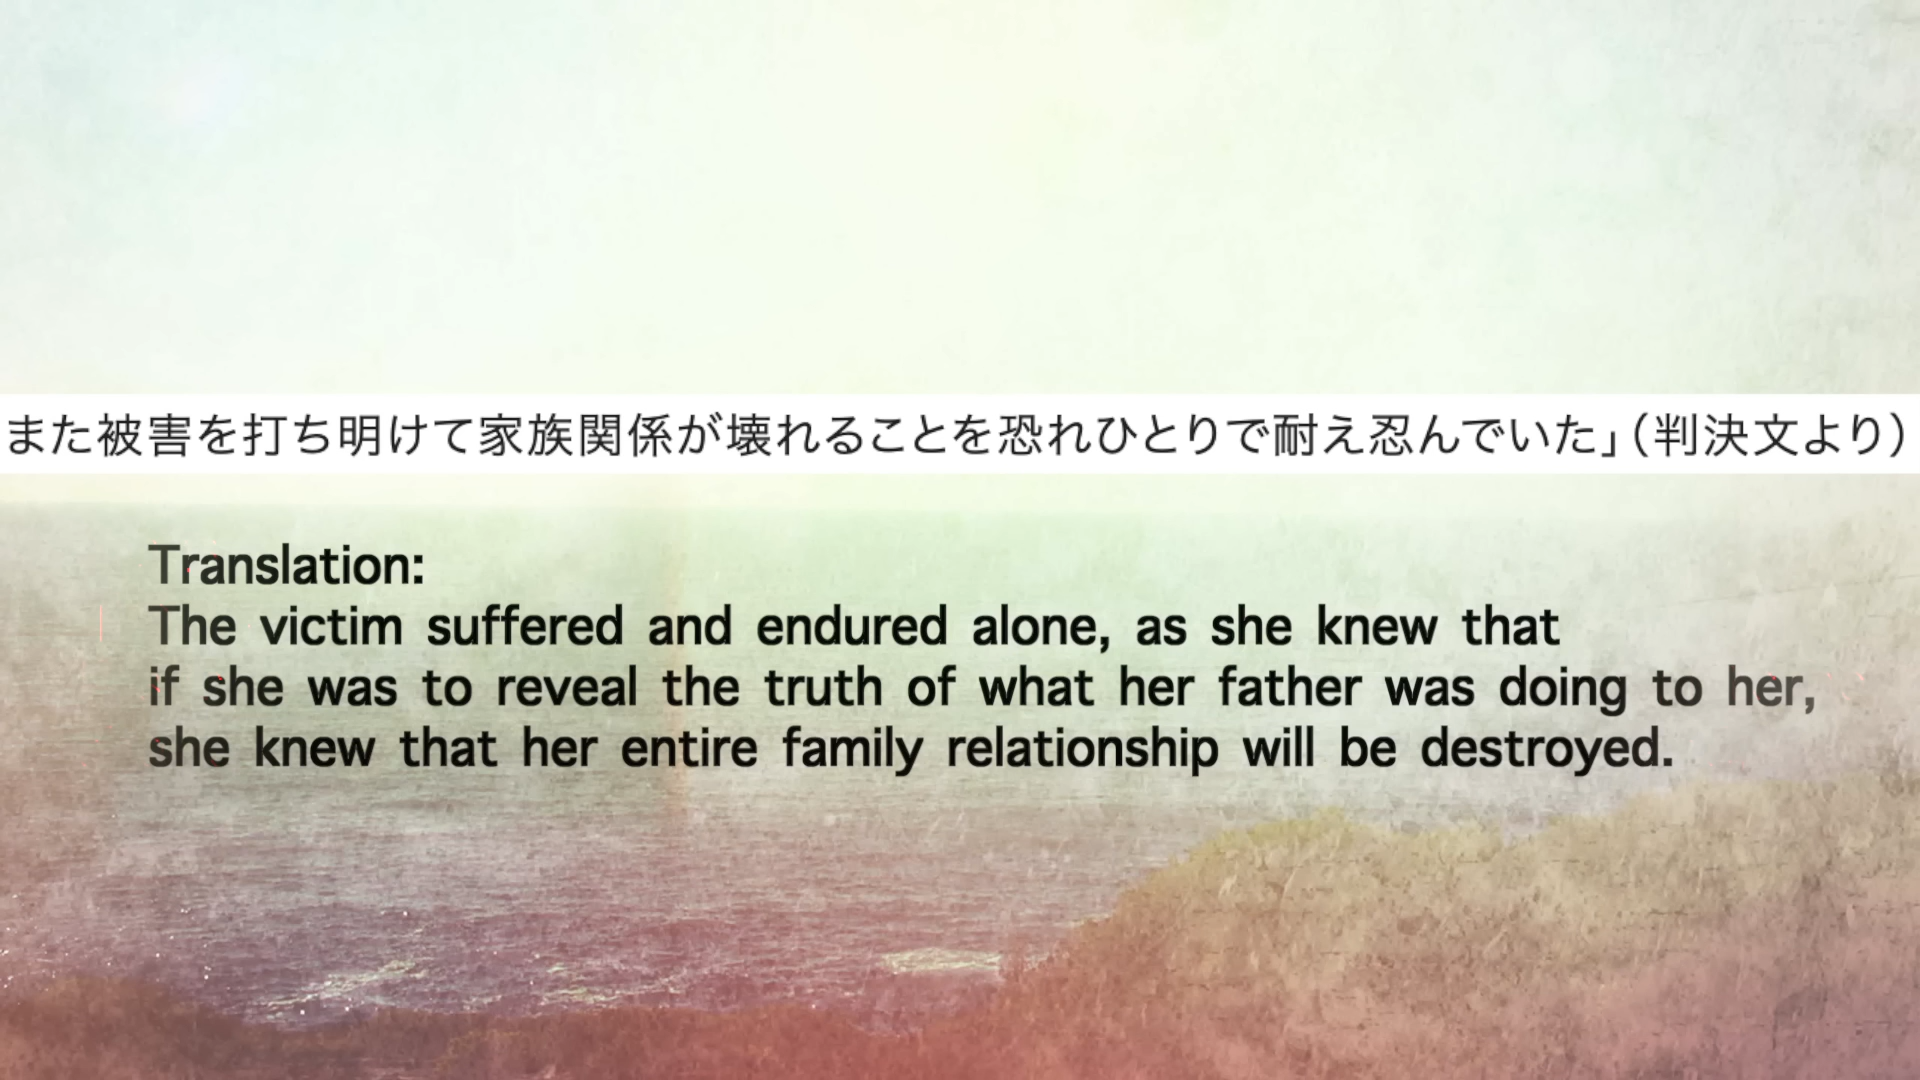 また被害を打ち明けて家族関係が壊れることを恐れひとりで耐え忍んでいた」（判決文より）
Translation:
The victim suffered and endured alone, as she knew that
if she was to reveal the truth of what her father was doing to her,
she knew that her entire family relationship will be destroyed.